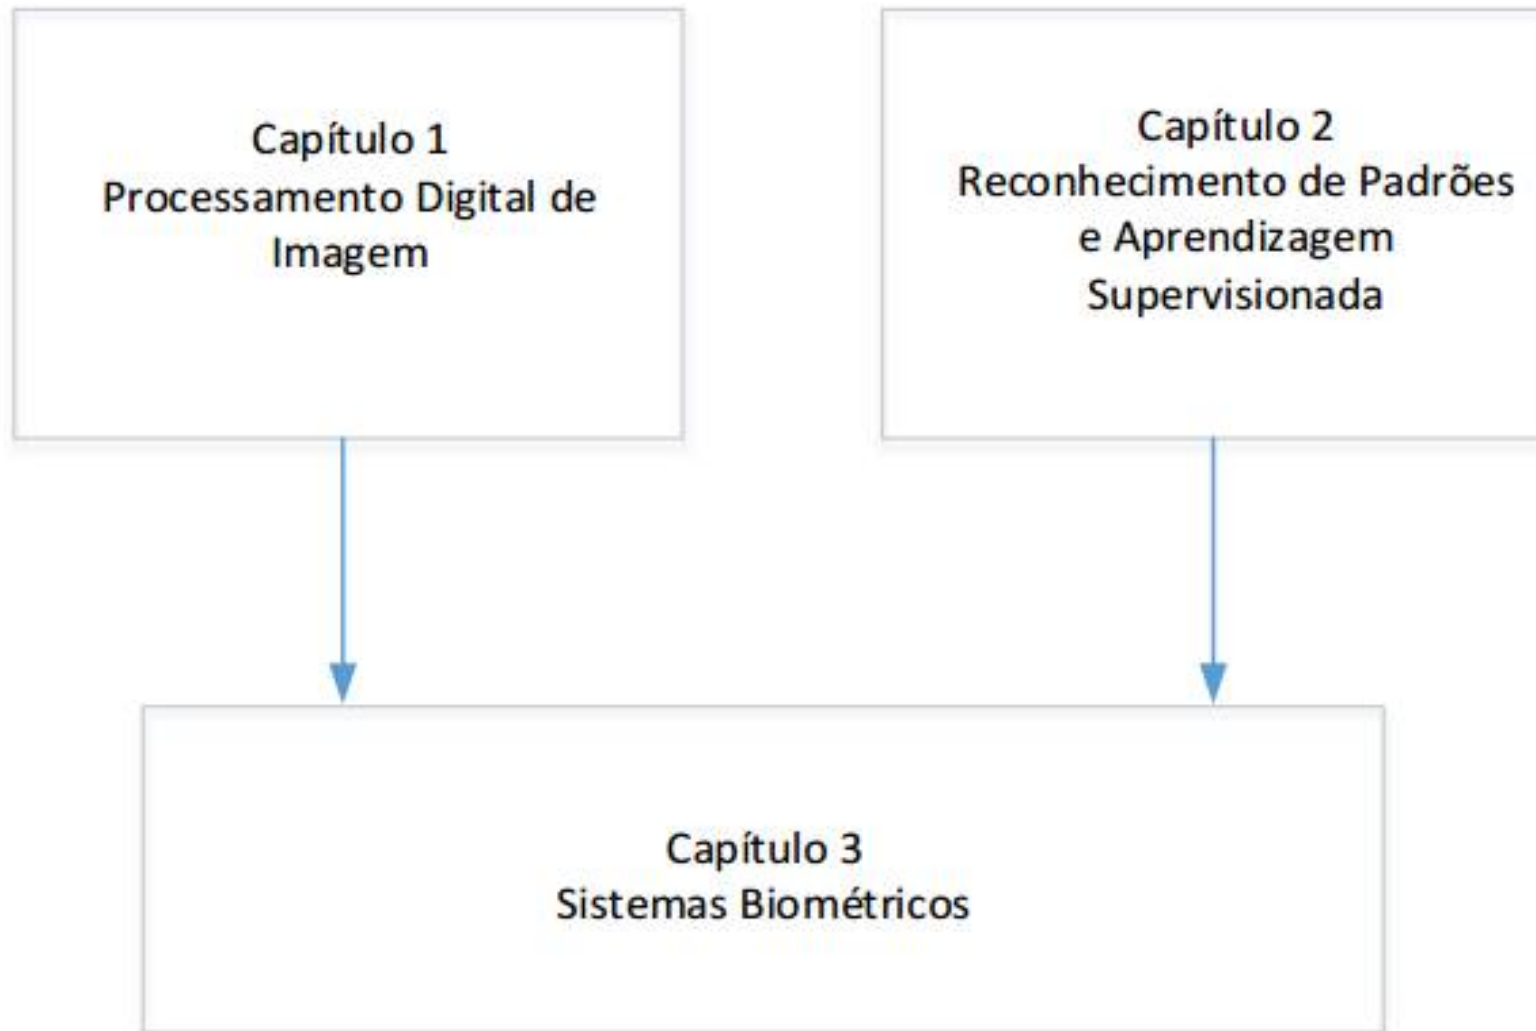 Capítulo 1
Processamento Digital de
Imagem
Capítulo 2
Reconhecimento de Padrões
e Aprendizagem
Supervisionada
Capítulo 3
Sistemas Biométricos